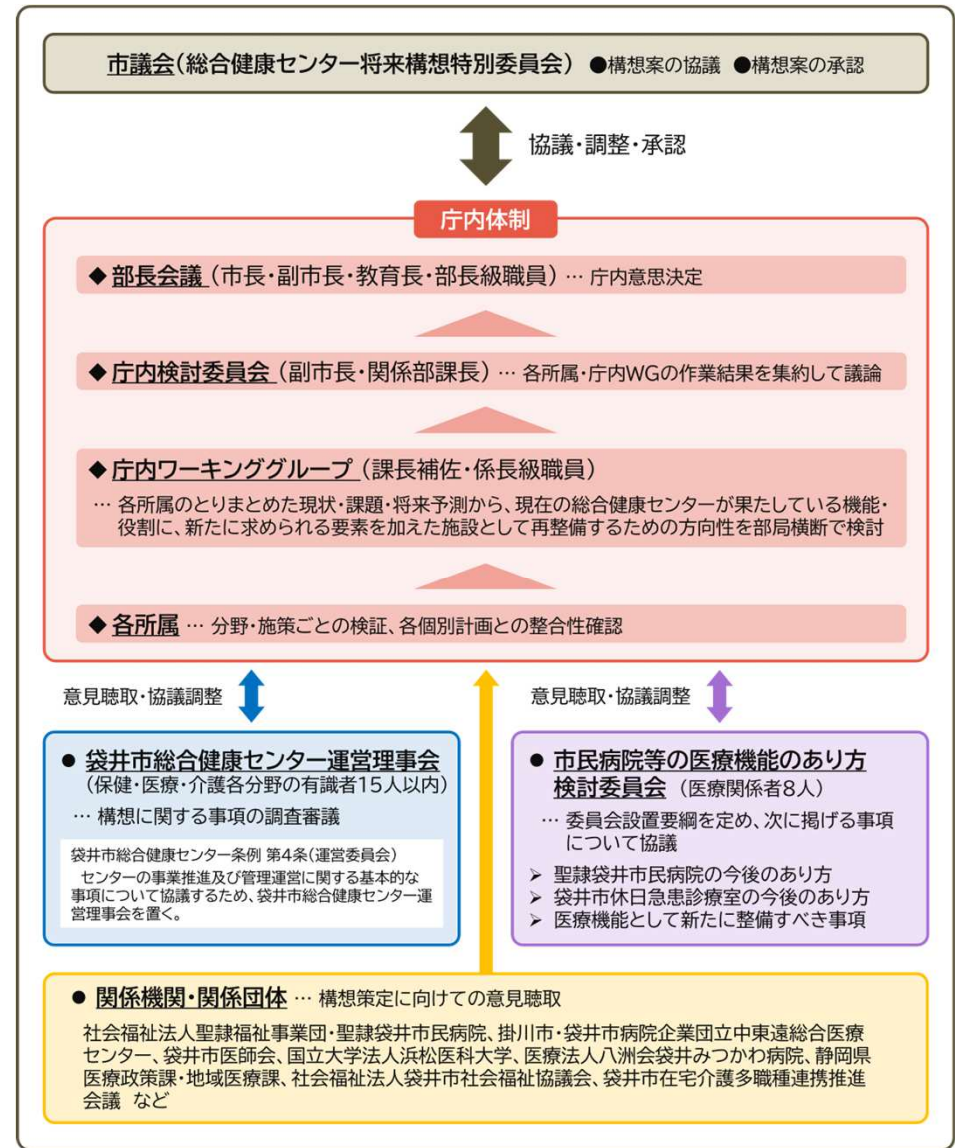 市議会(総合健康センター将来構想特別委員会) ●構想案の協議 ●構想案の承認
協議・調整・承認
庁内体制
◆ 部長会議(市長・副市長・教育長・部長級職員) … 庁内意思決定
◆ 庁内検討委員会(副市長・関係部課長) … 各所属・庁内WGの作業結果を集約して議論
◆ 庁内ワーキンググループ(課長補佐・係長級職員)
… 各所属のとりまとめた現状・課題・将来予測から、現在の総合健康センターが果たしている機能・
役割に、新たに求められる要素を加えた施設として再整備するための方向性を部局横断で検討
◆ 各所属 … 分野・施策ごとの検証、各個別計画との整合性確認
意見聴取・協議調整
意見聴取・協議調整
● 袋井市総合健康センター運営理事会
(保健・医療・介護各分野の有識者15人以内)
… 構想に関する事項の調査審議
袋井市総合健康センター条例 第4条(運営委員会)
センターの事業推進及び管理運営に関する基本的な
事項について協議するため、袋井市総合健康センター運
営理事会を置く。
● 市民病院等の医療機能のあり方
検討委員会 (医療関係者8人)
… 委員会設置要綱を定め、次に掲げる事項
について協議
➢ 聖隷袋井市民病院の今後のあり方
➢ 袋井市休日急患診療室の今後のあり方
➢ 医療機能として新たに整備すべき事項
● 関係機関・関係団体 … 構想策定に向けての意見聴取
社会福祉法人聖隷福祉事業団・聖隷袋井市民病院、掛川市・袋井市病院企業団立中東遠総合医療
センター、袋井市医師会、国立大学法人浜松医科大学、医療法人八洲会袋井みつかわ病院、静岡県
医療政策課・地域医療課、社会福祉法人袋井市社会福祉協議会、袋井市在宅介護多職種連携推進
会議 など